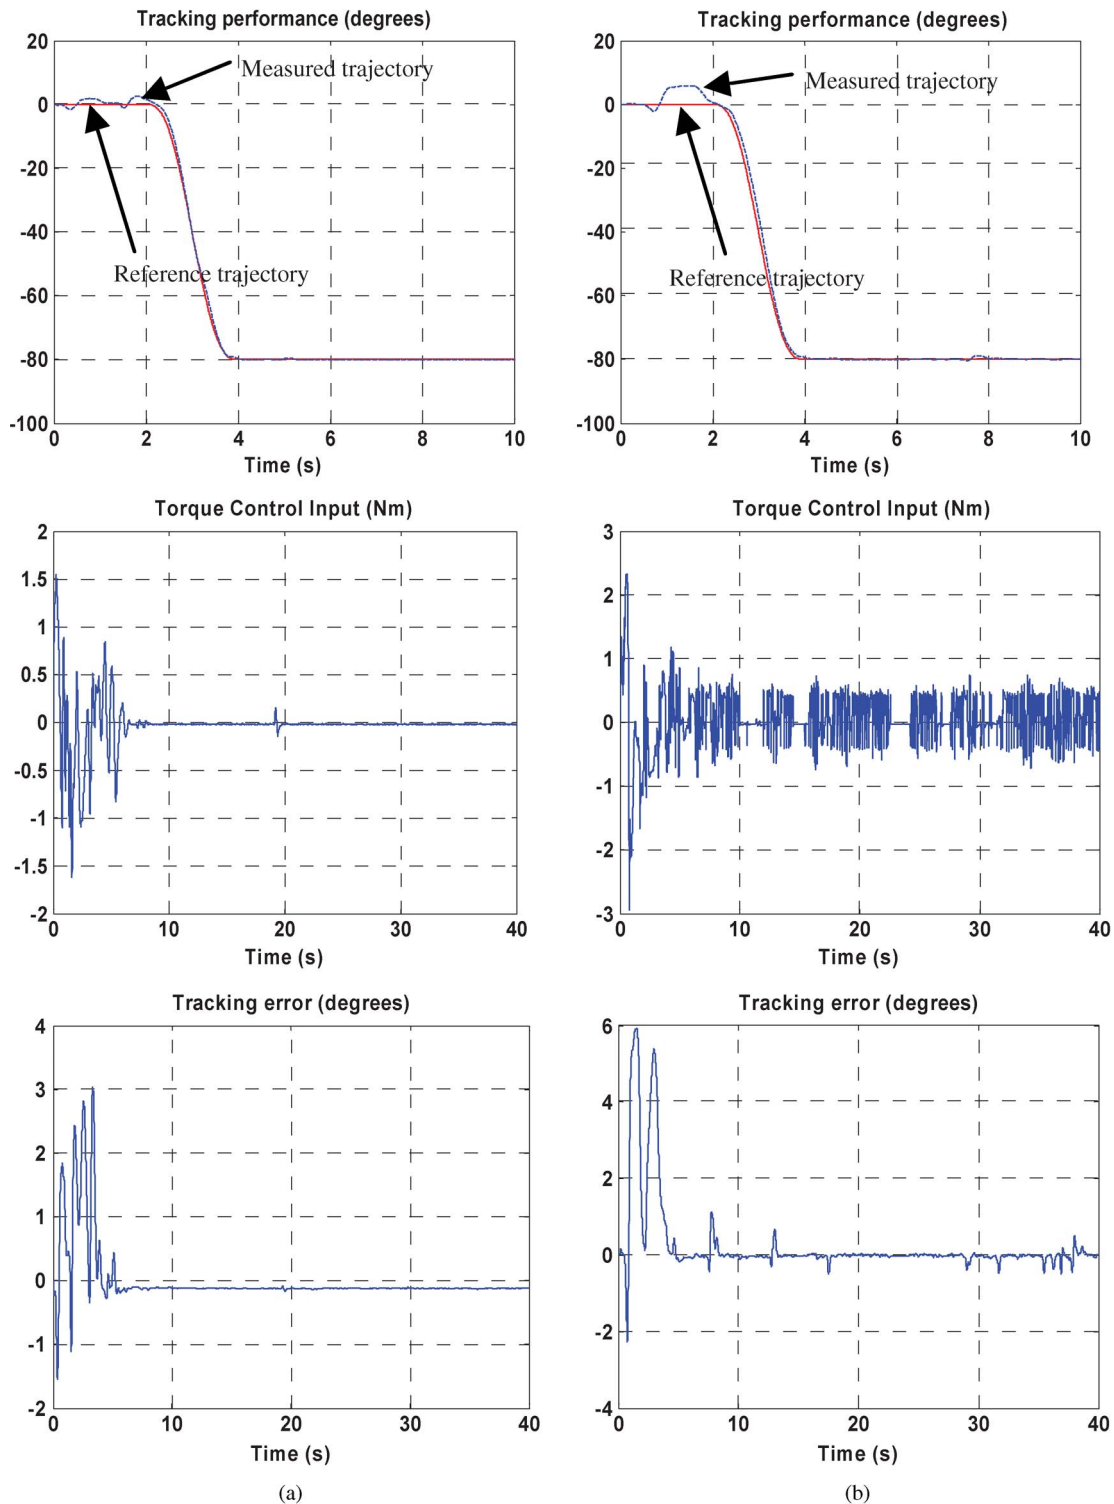 Tracking performance (degrees)
20
0
-20
-40
-60
-80
-100
Measured trajectory
Reference trajectory
0 2 4 6 8 10
Time (s)
Tracking performance (degrees)
20
0
-20
-40
-60
-80
-100
Measured trajectory
Reference trajectory
0 2 4 6 8 10
Time (s)
Torque Control Input (Nm)
2
1.5
1
0.5
0
-0.5
-1
-1.5
-2
0 10 20 30 40
Time (s)
Torque Control Input (Nm)
3
2
1
0
-1
-2
-3
0 10 20 30 40
Time (s)
Tracking error (degrees)
4
3
2
1
0
-1
-2
0 10 20 30 40
Time (s)
Tracking error (degrees)
6
4
2
0
-2
-4
0 10 20 30 40
Time (s)
(a)
(b)